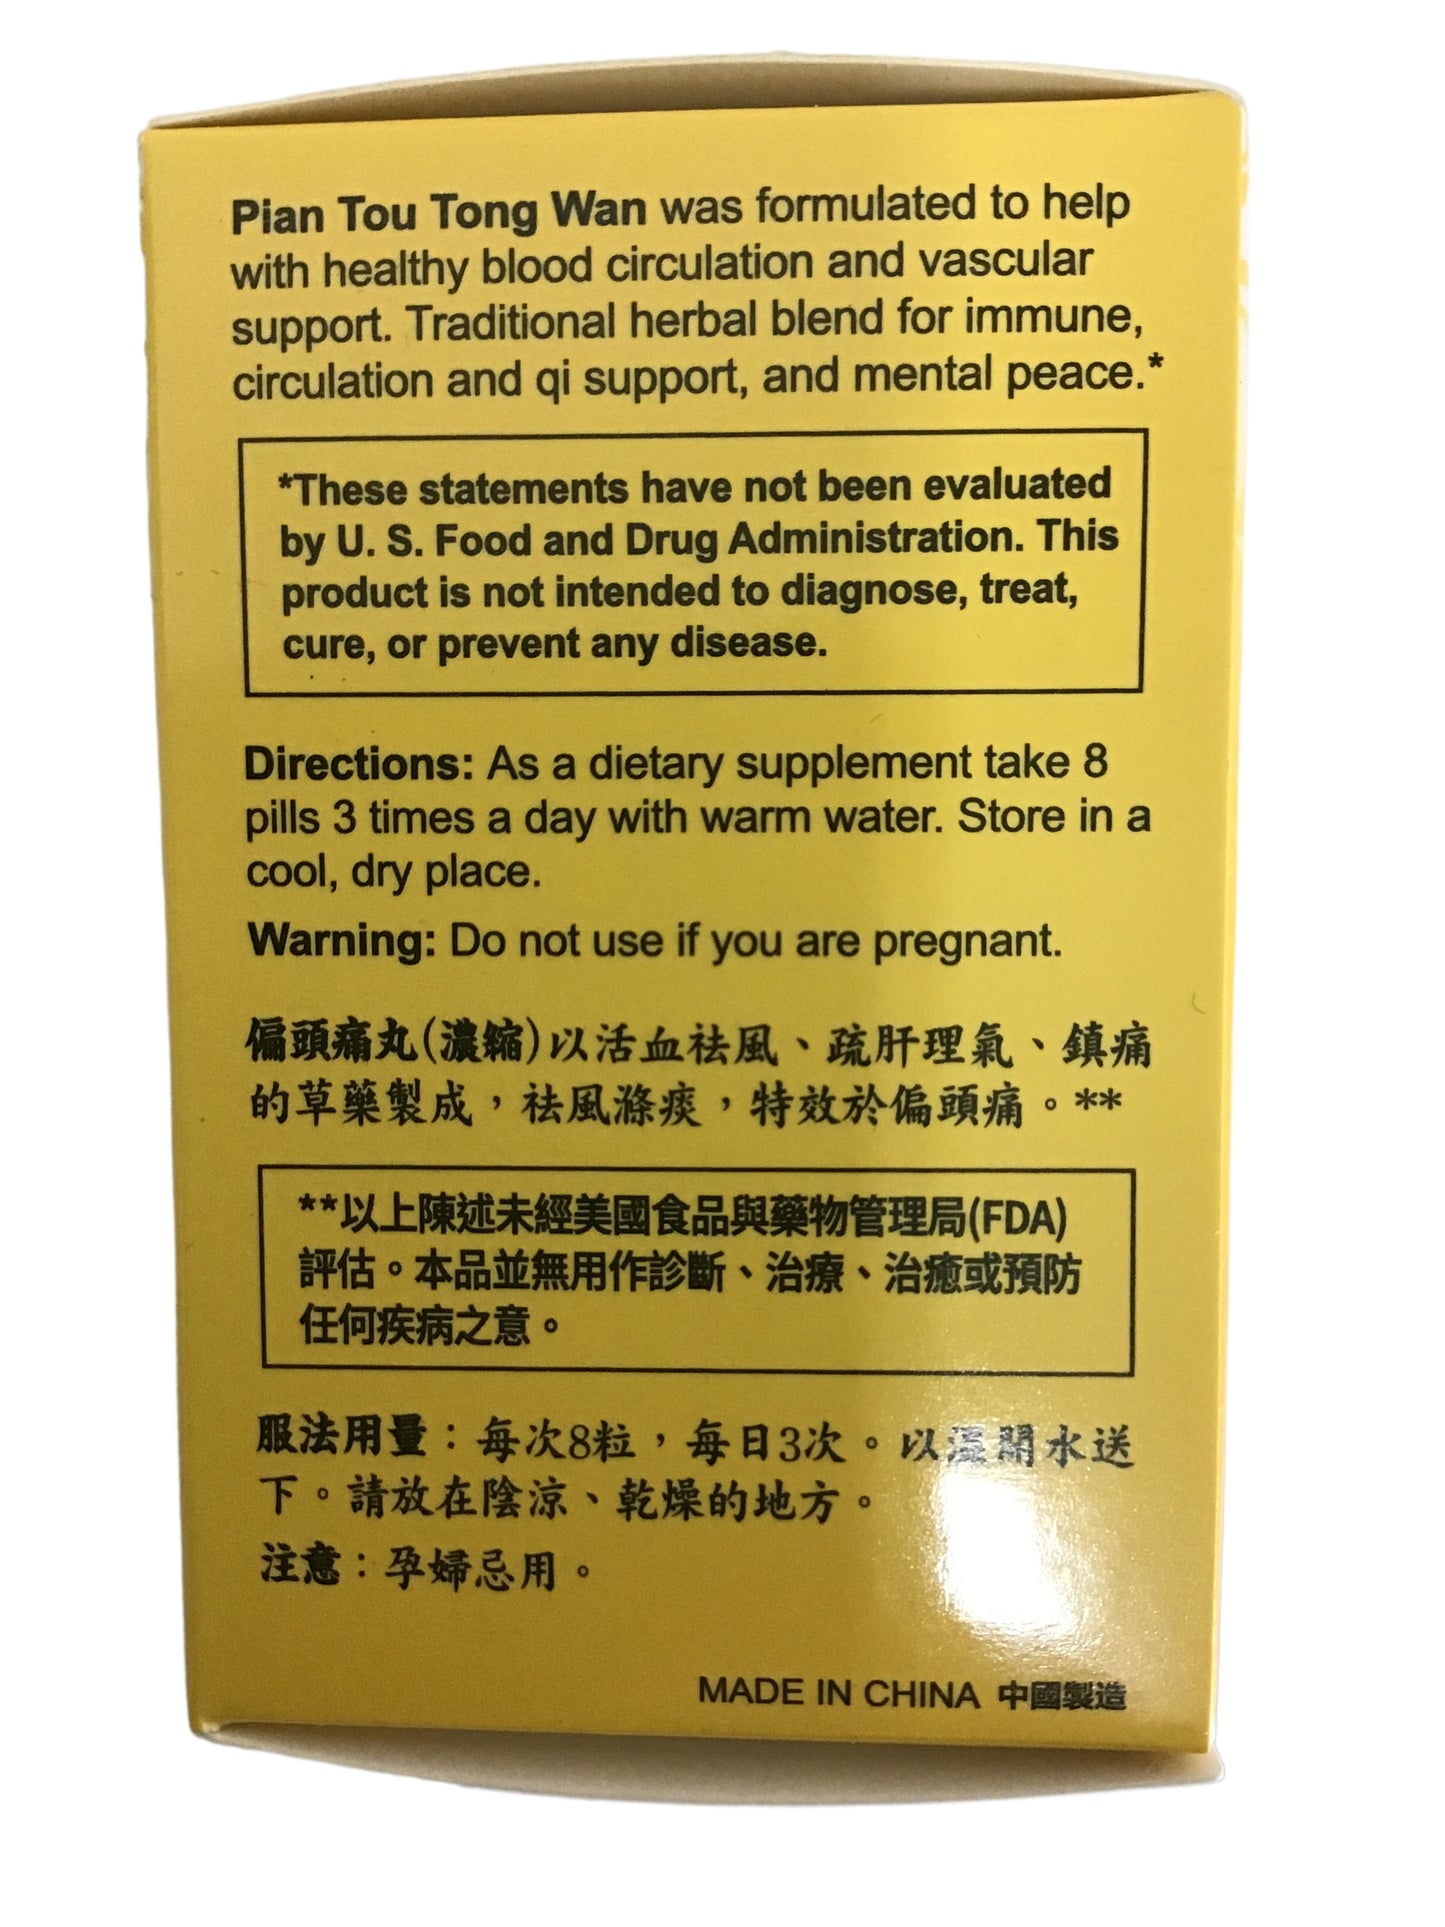 Pian Tou Tong Wan was formulated to help
with healthy blood circulation and vascular
support. Traditional herbal blend for immune,
circulation and qi support, and mental peace.*
*These statements have not been evaluated
by U. S. Food and Drug Administration. This
product is not intended to diagnose, treat,
cure, or prevent any disease.
Directions: As a dietary supplement take 8
pills 3 times a day with warm water. Store in a
cool, dry place.
Warning: Do not use if you are pregnant.
偏頭痛丸(濃縮)以活血祛風、疏肝理氣、鎮痛
的草藥製成，祛風滌痰，特效於偏頭痛。**
**以上陳述未經美國食品與藥物管理局(FDA)
評估。本品並無用作診斷、治療、治癒或預防
任何疾病之意。
服法用量：每次8粒，每日3次。以溫開水送
下。請放在陰涼、乾燥的地方。
注意：孕婦忌用。
MADE IN CHINA 中國製造